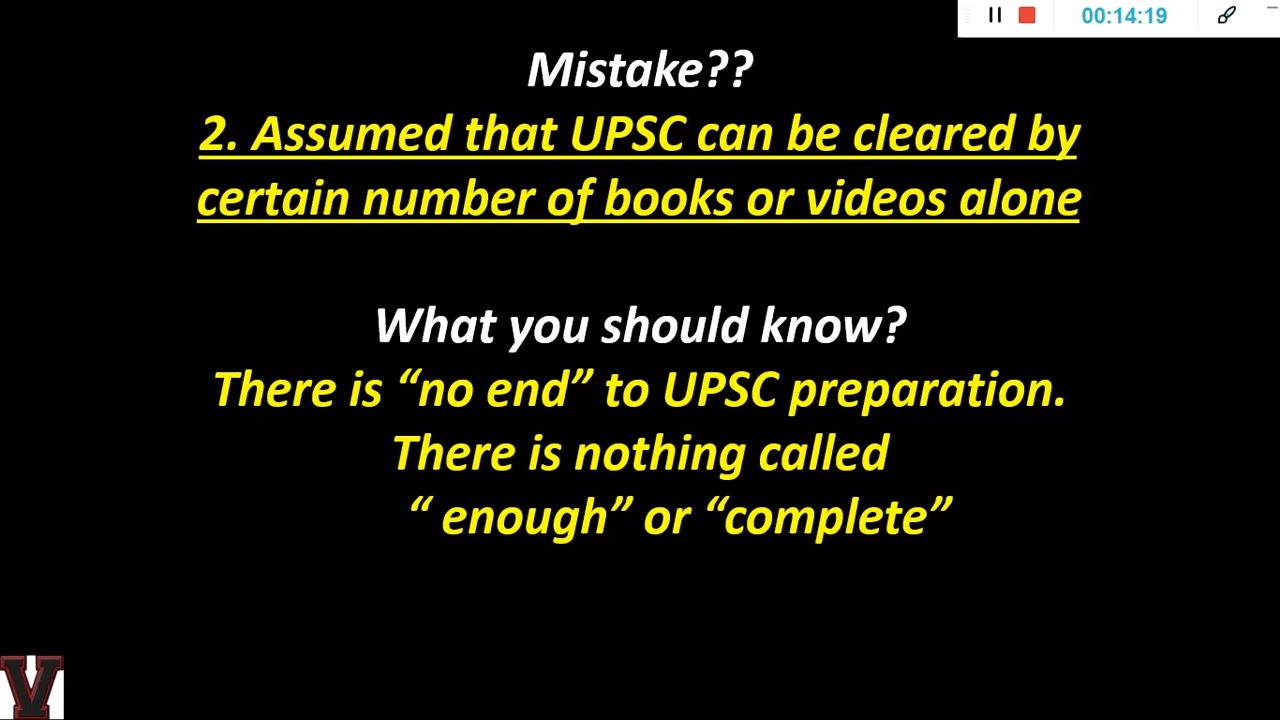 00:14:19
Mistake??
2. Assumed that UPSC can be cleared by
certain number of books or videos alone
What you should know?
There is “no end” to UPSC preparation.
There is nothing called
“ enough” or “complete”
V